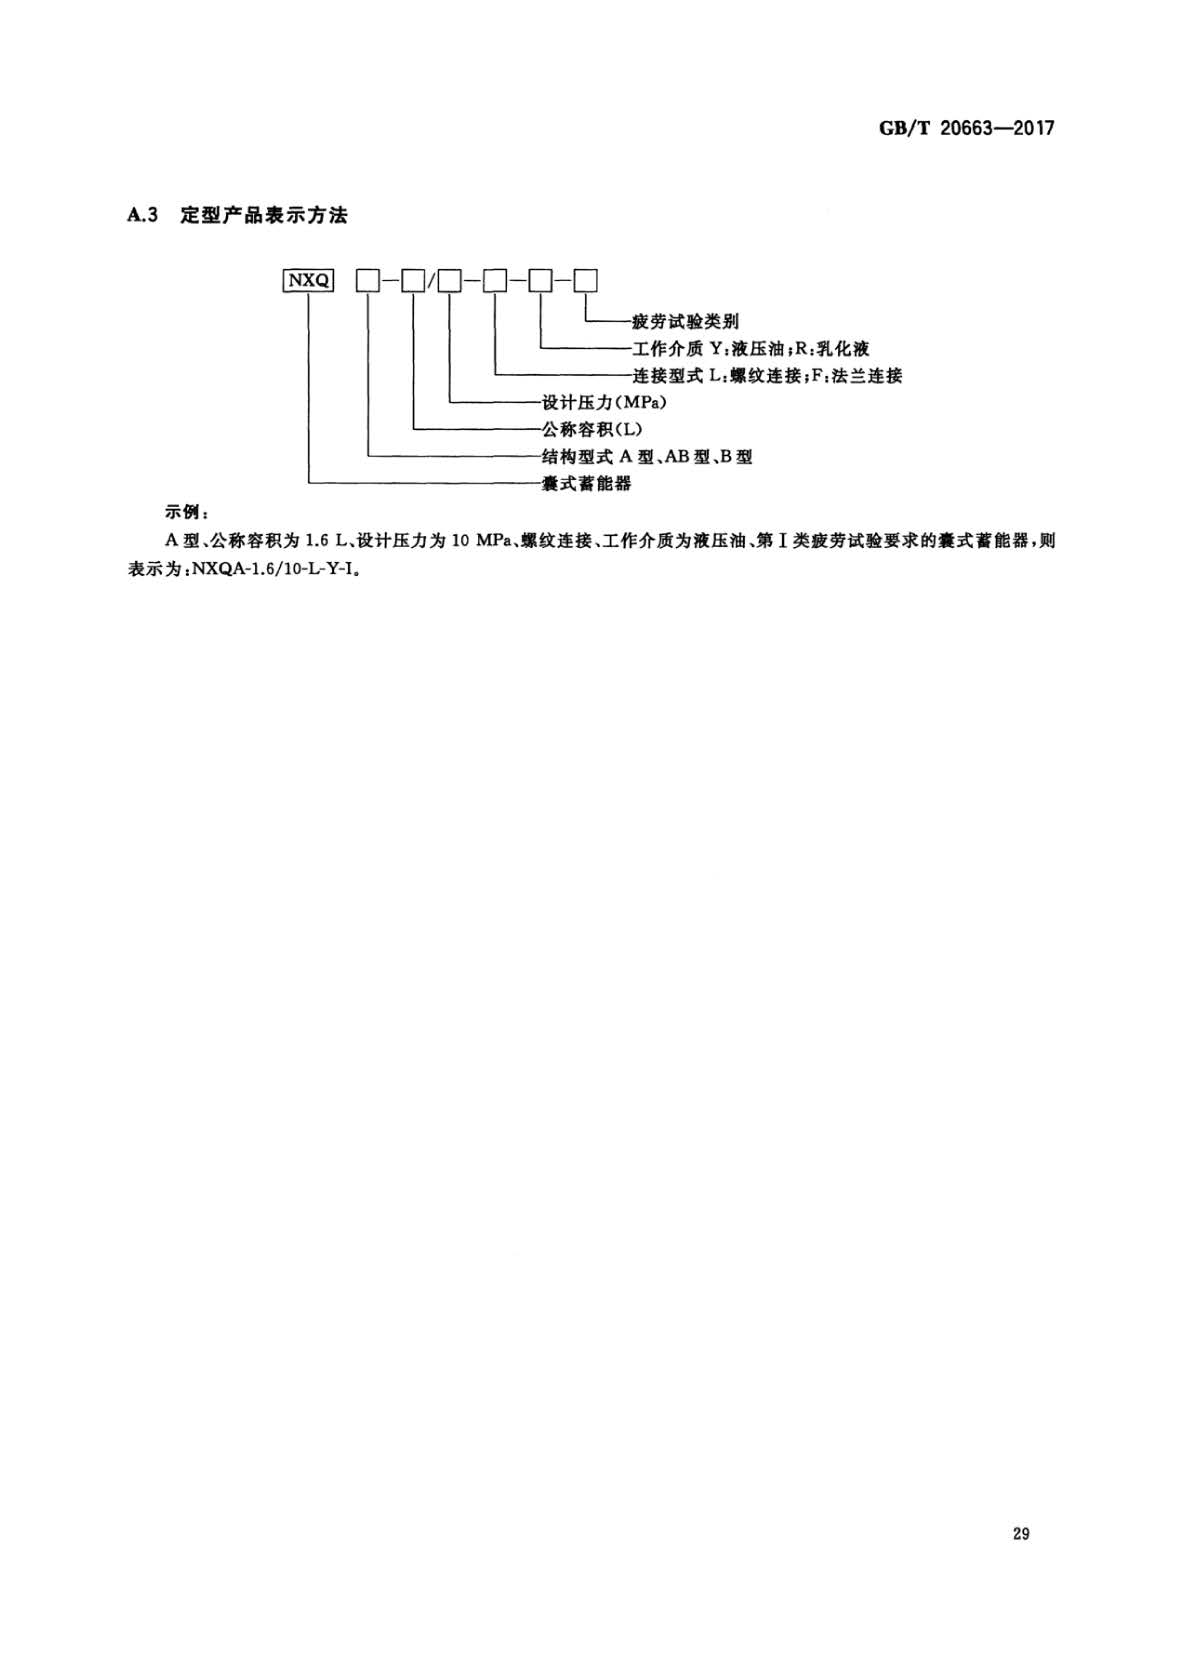 GB/T 20663—2017
A.3 定型产品表示方法
NXQ □-□/□-□-□-□
疲劳试验类别
工作介质 Y:液压油;R:乳化液
连接型式 L:螺纹连接;F:法兰连接
设计压力(MPa)
公称容积(L)
结构型式 A 型、AB 型、B 型
囊式蓄能器
示例:
A 型、公称容积为 1.6 L、设计压力为 10 MPa、螺纹连接、工作介质为液压油、第 I 类疲劳试验要求的囊式蓄能器,则
表示为:NXQA-1.6/10-L-Y-I。
29